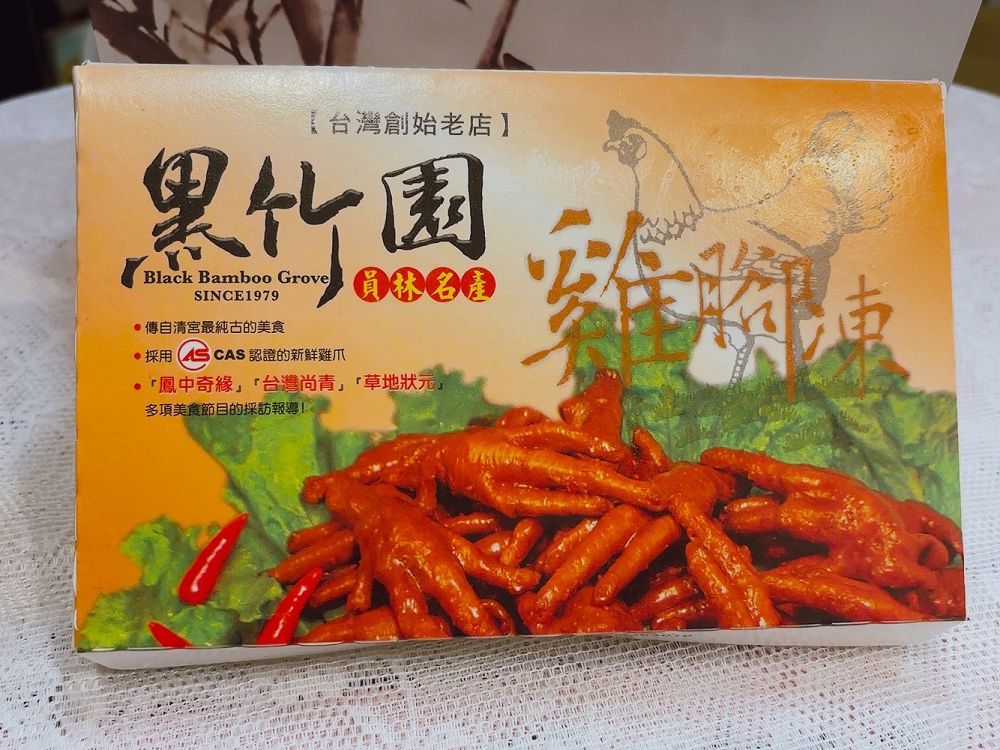 【台灣創始老店】
黑竹園
Black Bamboo Grove
SINCE1979
員林名產
雞腳凍
• 傳自清宮最純古的美食
• 採用 CAS CAS 認證的新鮮雞爪
• 『鳳中奇緣』『台灣尚青』『草地狀元』
多項美食節目的採訪報導!